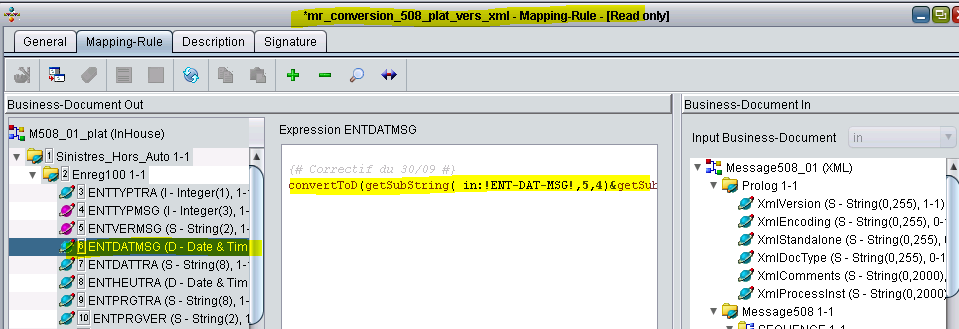 *mr_conversion_508_plat_vers_xml - Mapping-Rule - [Read only]
General Mapping-Rule Description Signature
Business-Document Out
Business-Document In
M508_01_plat (InHouse)
1 Sinistres_Hors_Auto 1-1
2 Enreg100 1-1
3 ENTTYPTRA (I - Integer(1), 1-
4 ENTTYPMSG (I - Integer(3), 1-
5 ENTVERMSG (S - String(2), 1-
6 ENTDATMSG (D - Date & Tim
7 ENTDATTRA (S - String(8), 1-
8 ENTHEUTRA (D - Date & Tim
9 ENTPRGTRA (S - String(8), 1-
10 ENTPRGVER (S - String(2), 1-
Expression ENTDATMSG
{# Correctif du 30/09 #}
convertToD(getSubString( in:!ENT-DAT-MSG!,5,4)&getSub
Input Business-Document in
Message508_01 (XML)
Prolog 1-1
XmlVersion (S - String(0,255), 1-1
XmlEncoding (S - String(0,255), 0-1
XmlStandalone (S - String(0,255),
XmlDocType (S - String(0,255), 0-
XmlComments (S - String(0,2000)
XmlProcessInst (S - String(0,2000
Message508 1-1
SEQUENCE 1-1